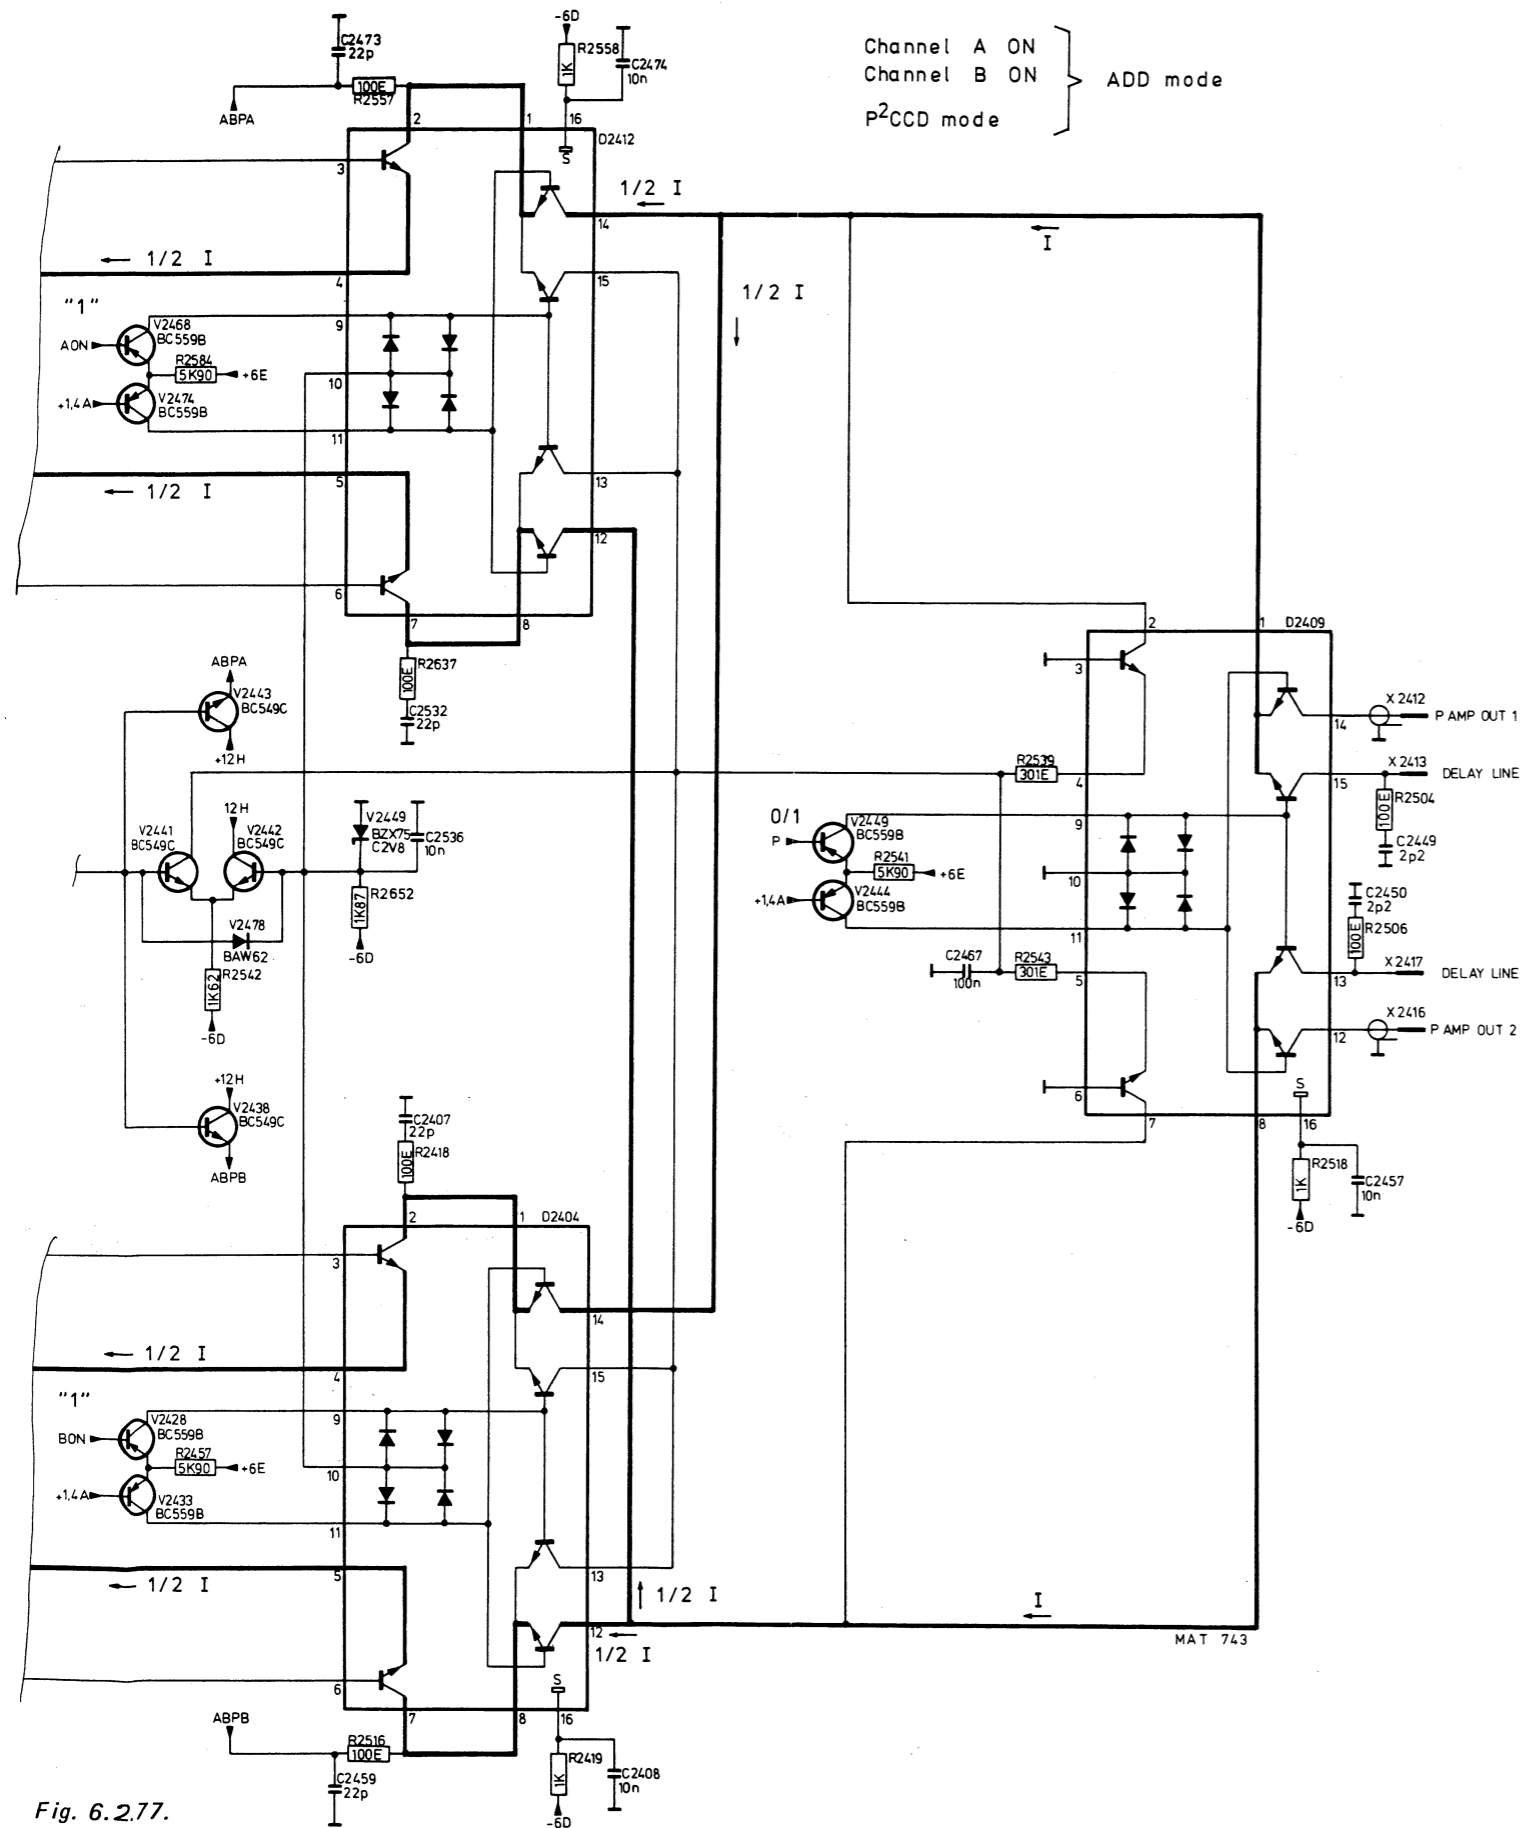 Channel A ON
Channel B ON
ADD mode
P²CCD mode
C2473
22p
100E
R2557
ABPA
-6D
R2558
1K
C2474
10n
2
1
16
D2412
S
3
1/2 I
14
I
1/2 I
4
15
1/2 I
"1"
9
V2468
BC559B
AON
R2584
5K90
+6E
10
+1,4A
V2474
BC559B
11
5
13
1/2 I
12
6
7
8
R2637
100E
C2532
22p
ABPA
V2443
BC549C
+12H
2
1
D2409
3
X2412
14
P AMP OUT 1
R2539
301E
4
X2413
15
DELAY LINE
R2504
100E
C2449
2p2
12H
V2441
BC549C
V2442
BC549C
V2449
BZX75
C2V8
C2536
10n
0/1
V2449
BC559B
9
P
R2541
5K90
+6E
10
+1,4A
V2444
BC559B
11
R2652
1K87
-6D
V2478
BAW62
R2542
1K62
-6D
C2450
2p2
R2506
100E
C2467
100n
R2543
301E
5
X2417
13
DELAY LINE
X2416
12
P AMP OUT 2
6
S
7
8
16
R2518
1K
C2457
10n
-6D
+12H
V2438
BC549C
ABPB
C2407
22p
R2418
100E
2
1
D2404
3
14
1/2 I
4
15
"1"
9
V2428
BC559B
BON
R2457
5K90
+6E
10
+1,4A
V2433
BC559B
11
5
13
1/2 I
1/2 I
I
12
1/2 I
MAT 743
6
S
7
8
16
ABPB
R2516
100E
C2459
22p
R2419
1K
C2408
10n
-6D
Fig. 6.2.77.